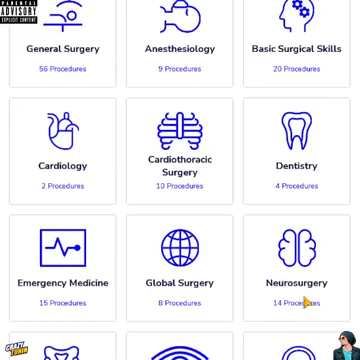 PARENTAL
ADVISORY
EXPLICIT CONTENT
General Surgery
56 Procedures
Anesthesiology
9 Procedures
Basic Surgical Skills
20 Procedures
Cardiology
2 Procedures
Cardiothoracic
Surgery
10 Procedures
Dentistry
4 Procedures
Emergency Medicine
15 Procedures
Global Surgery
8 Procedures
Neurosurgery
14 Procedures
CRAZY